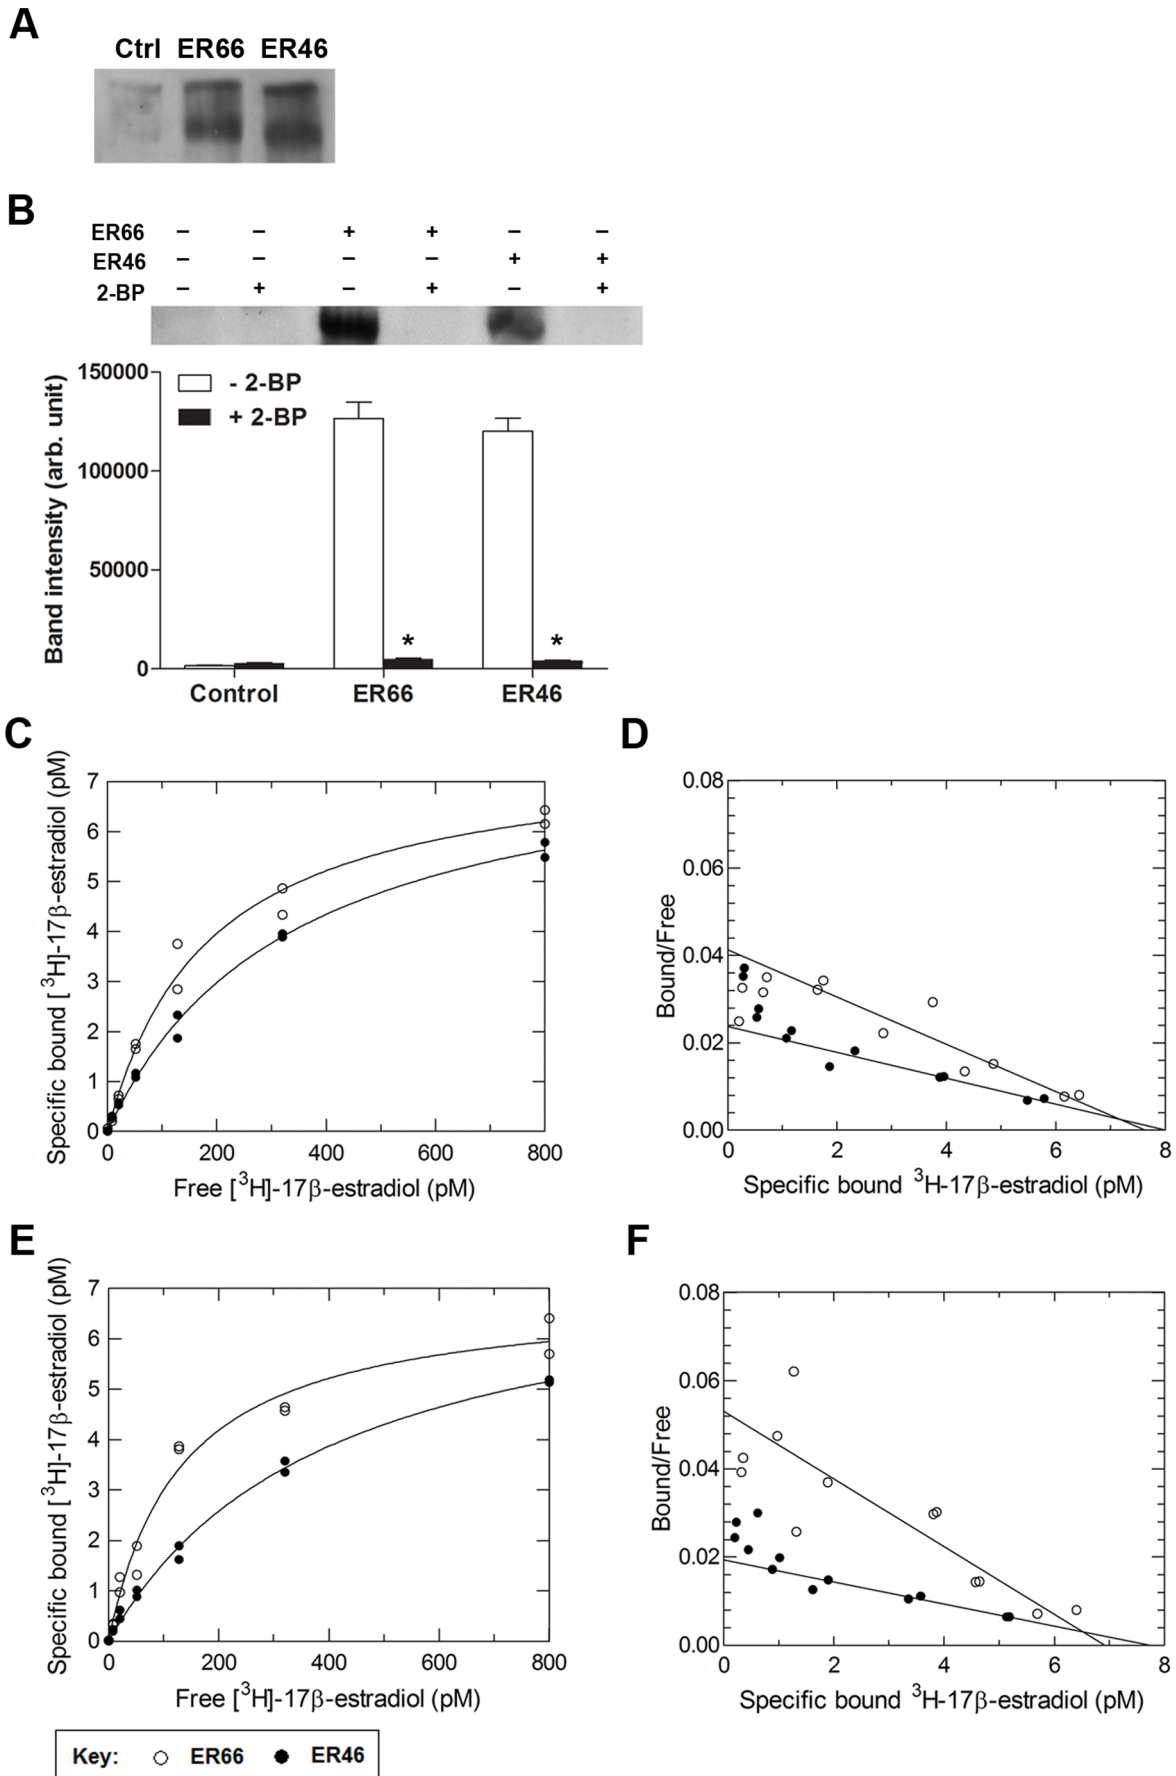 A
Ctrl ER66 ER46
B
ER66 – – + + – –
ER46 – – – – + +
2-BP – + – + – +
Band intensity (arb. unit)
150000
100000
50000
0
- 2-BP
+ 2-BP
* *
Control ER66 ER46
C
Specific bound [³H]-17β-estradiol (pM)
7
6
5
4
3
2
1
0
0 200 400 600 800
Free [³H]-17β-estradiol (pM)
D
Bound/Free
0.08
0.06
0.04
0.02
0.00
0 2 4 6 8
Specific bound ³H-17β-estradiol (pM)
E
Specific bound [³H]-17β-estradiol (pM)
7
6
5
4
3
2
1
0
0 200 400 600 800
Free [³H]-17β-estradiol (pM)
F
Bound/Free
0.08
0.06
0.04
0.02
0.00
0 2 4 6 8
Specific bound ³H-17β-estradiol (pM)
Key: ○ ER66 ● ER46